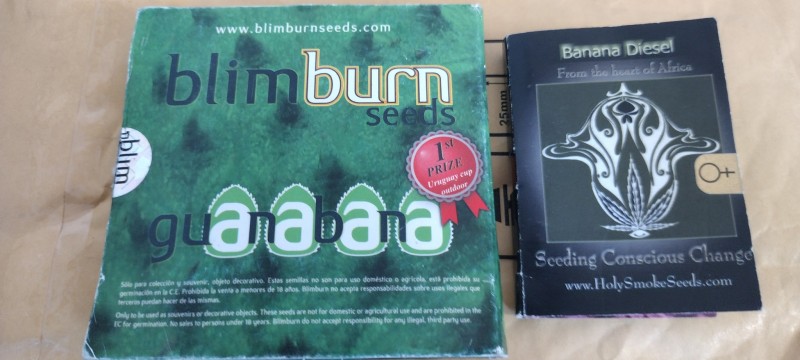 www.blimburnseeds.com
blimburn
seeds
nblim
1st
PRIZE
Uruguay cup
outdoor
guanabana
Sólo para colección y souvenir, objeto decorativo. Estas semillas no son para uso doméstico o agrícola, está prohibida su
germinación en la C.E. Prohibida la venta a menores de 18 años. Blimburn no acepta responsabilidades sobre usos ilegales que
terceros puedan hacer de las mismas.
Only to be used as souvenirs or decorative objects. These seeds are not for domestic or agricultural use and are prohibited in the
EC for germination. No sales to persons under 18 years. Blimburn do not accept responsibility for any illegal, third party use.
25mm
Banana Diesel
From the heart of Africa
Seeding Conscious Change
www.HolySmokeSeeds.com